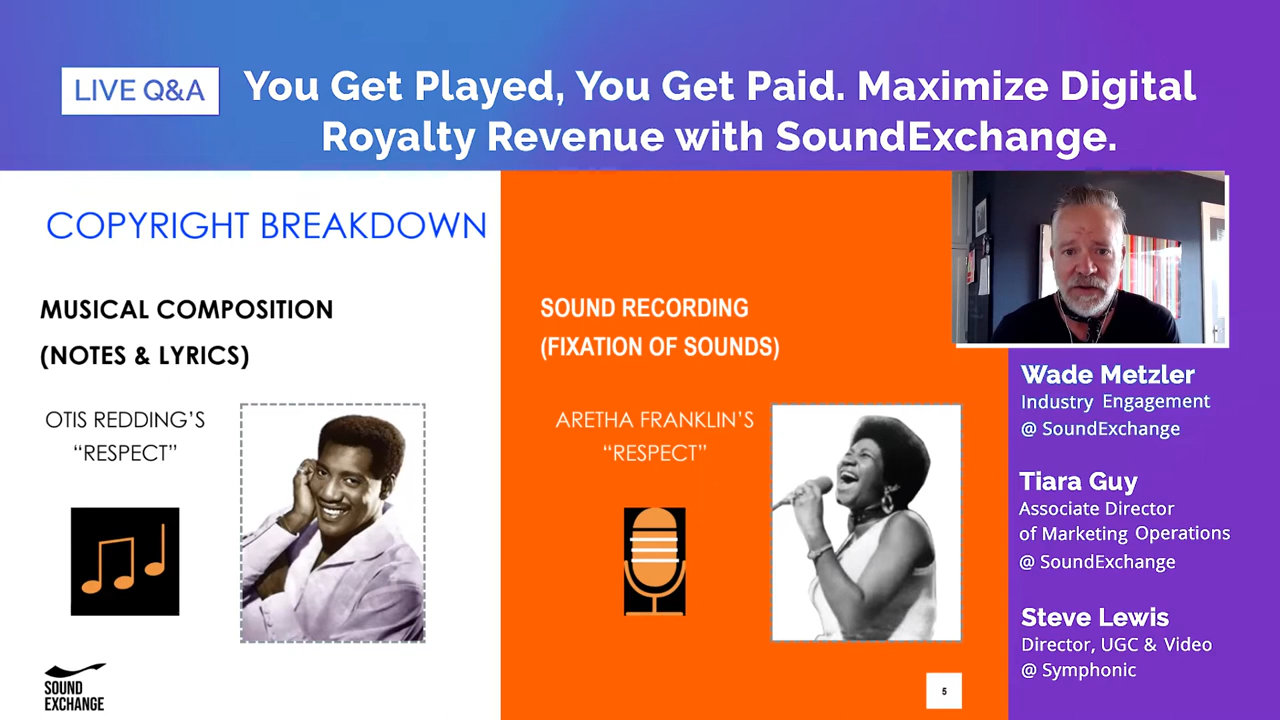 LIVE Q&A
You Get Played, You Get Paid. Maximize Digital
Royalty Revenue with SoundExchange.
COPYRIGHT BREAKDOWN
MUSICAL COMPOSITION
(NOTES & LYRICS)
OTIS REDDING'S
“RESPECT”
SOUND RECORDING
(FIXATION OF SOUNDS)
ARETHA FRANKLIN'S
“RESPECT”
SOUND
EXCHANGE
5
Wade Metzler
Industry Engagement
@ SoundExchange
Tiara Guy
Associate Director
of Marketing Operations
@ SoundExchange
Steve Lewis
Director, UGC & Video
@ Symphonic